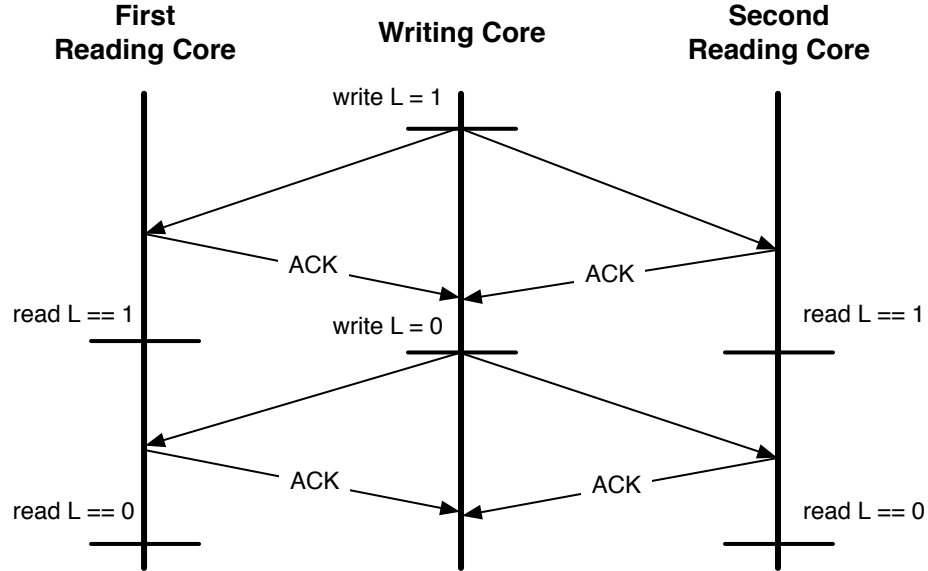 First
Reading Core
Writing Core
Second
Reading Core
write L = 1
ACK
ACK
read L == 1
write L = 0
read L == 1
ACK
ACK
read L == 0
read L == 0